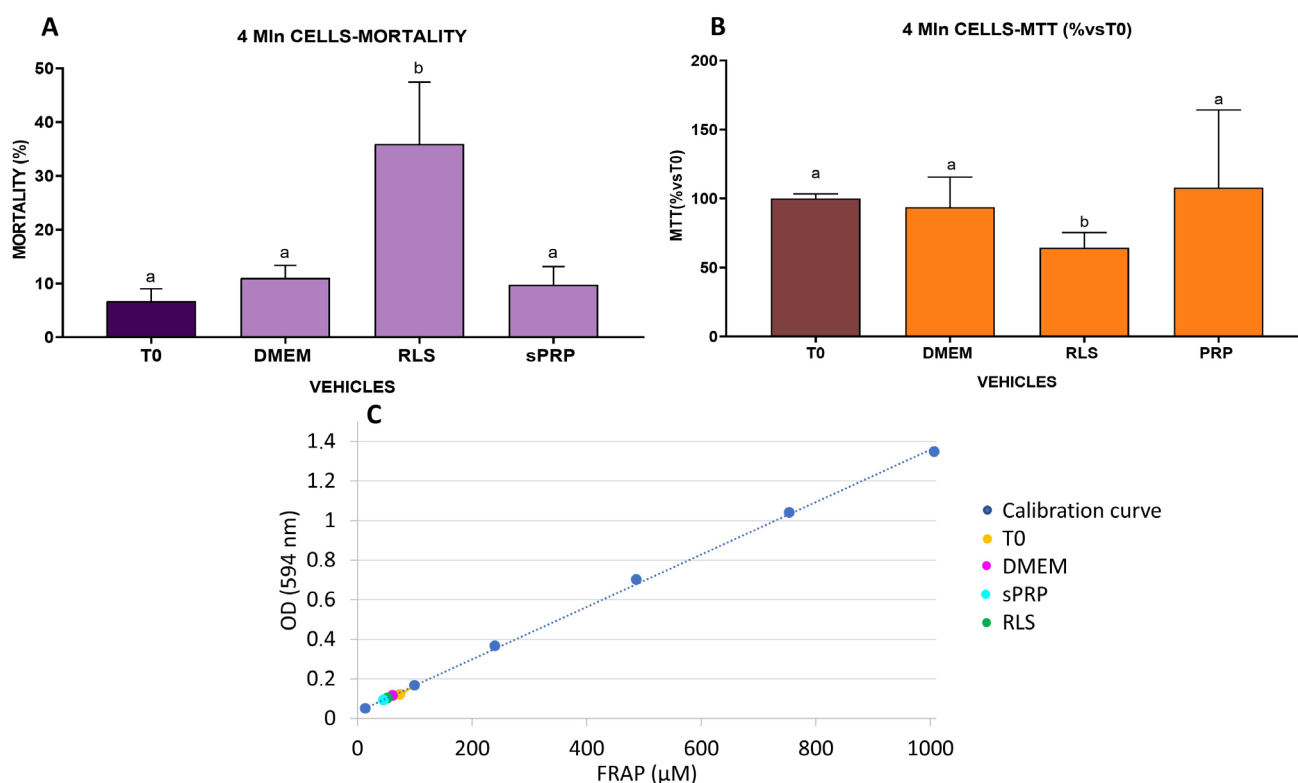 A
4 Mln CELLS-MORTALITY
MORTALITY (%)
50
40
30
20
10
0
a
a
b
a
T0 DMEM RLS sPRP
VEHICLES
B
4 Mln CELLS-MTT (%vsT0)
MTT(%vsT0)
200
150
100
50
0
a
a
b
a
T0 DMEM RLS PRP
VEHICLES
C
OD (594 nm)
1.4
1.2
1
0.8
0.6
0.4
0.2
0
0 200 400 600 800 1000
FRAP (µM)
Calibration curve
T0
DMEM
sPRP
RLS